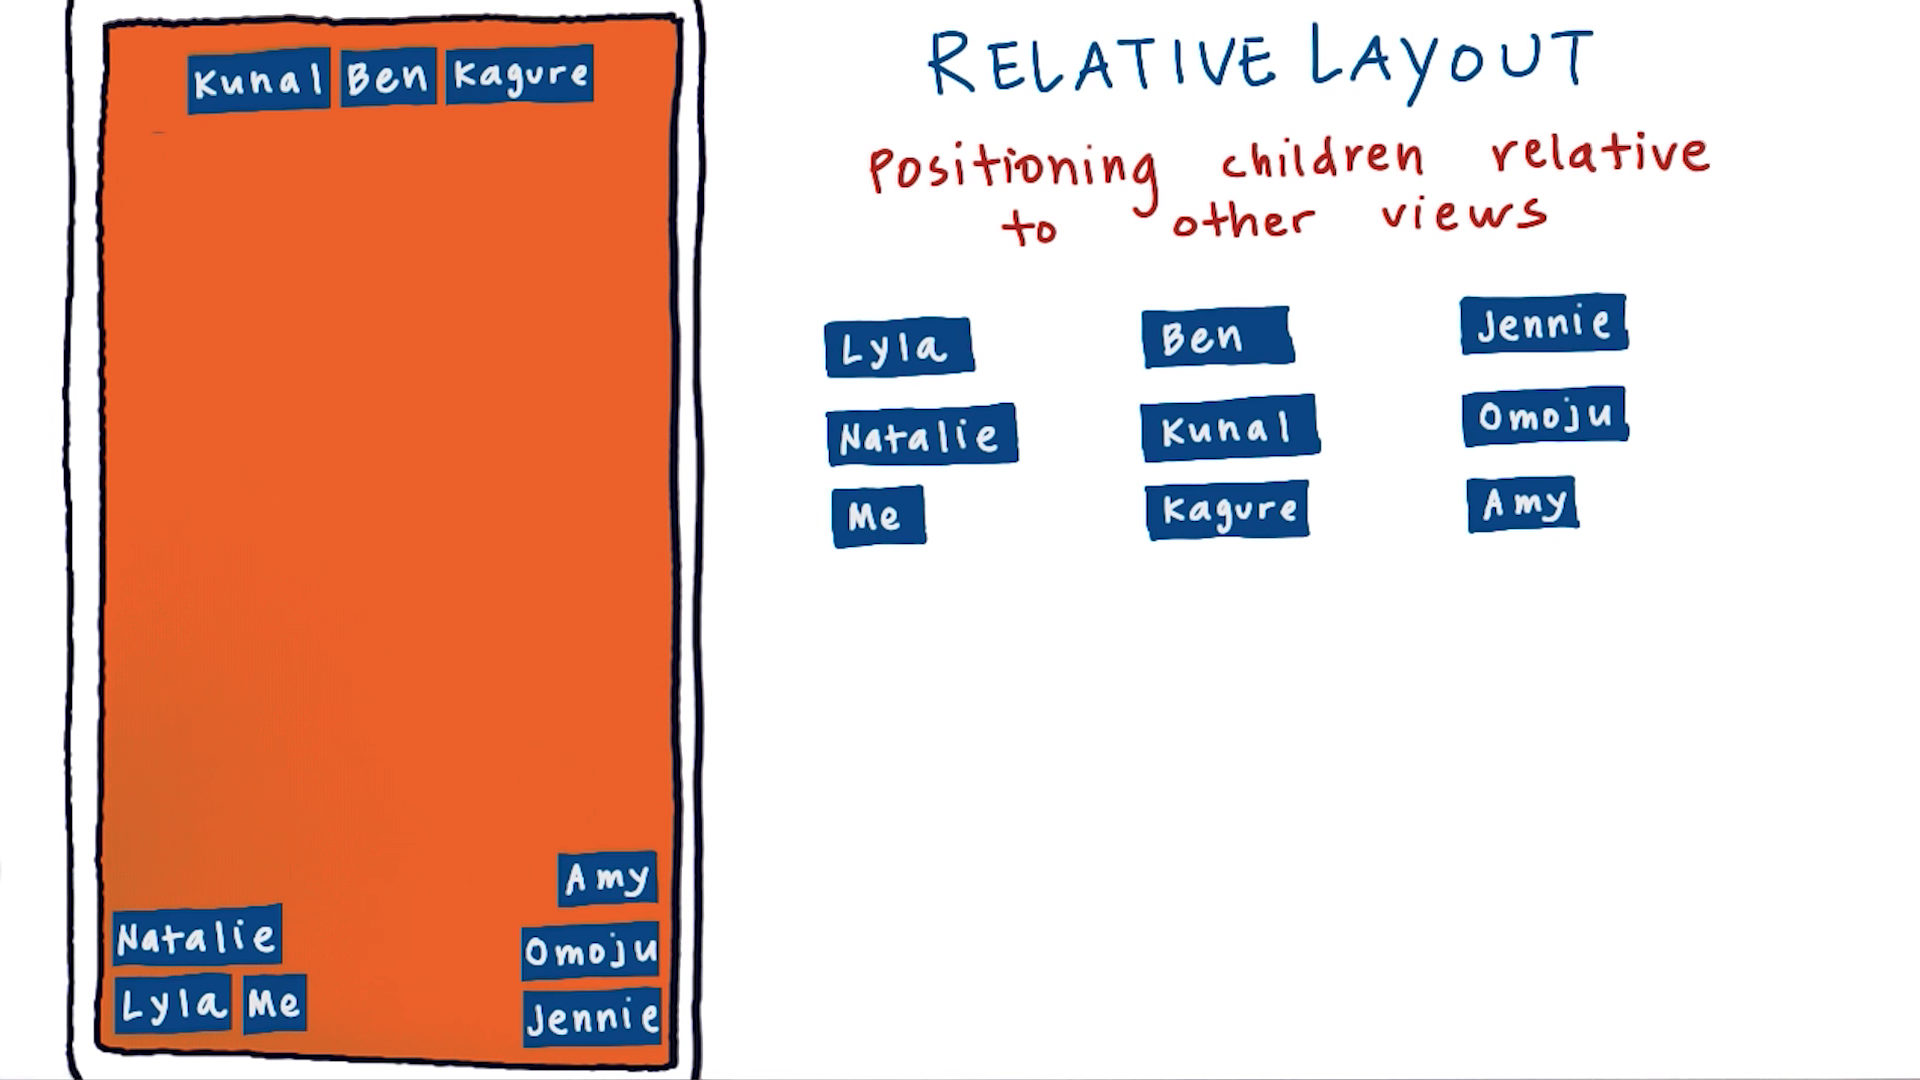 Kunal Ben Kagure
Amy
Natalie
Omoju
Lyla Me
Jennie
RELATIVE LAYOUT
Positioning children relative
to other views
Lyla Ben Jennie
Natalie Kunal Omoju
Me Kagure Amy